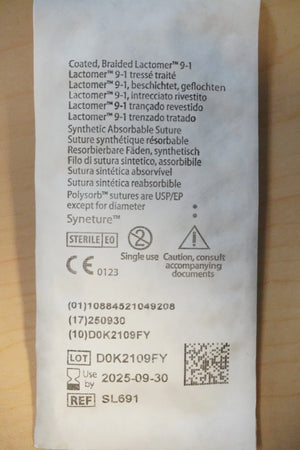 Coated, Braided Lactomer™ 9-1
Lactomer™ 9-1 tressé traité
Lactomer™ 9-1, beschichtet, geflochten
Lactomer™ 9-1, intrecciato rivestito
Lactomer™ 9-1 trançado revestido
Lactomer™ 9-1 trenzado tratado
Synthetic Absorbable Suture
Suture synthétique résorbable
Resorbierbare Fäden, synthetisch
Filo di sutura sintetico, assorbibile
Sutura sintética absorvível
Sutura sintética reabsorbible
Polysorb™ sutures are USP/EP
except for diameter
Syneture™
STERILE EO
2
Single use
!
Caution, consult
accompanying
documents
CE 0123
(01)10884521049208
(17)250930
(10)D0K2109FY
LOT D0K2109FY
Use by 2025-09-30
REF SL691